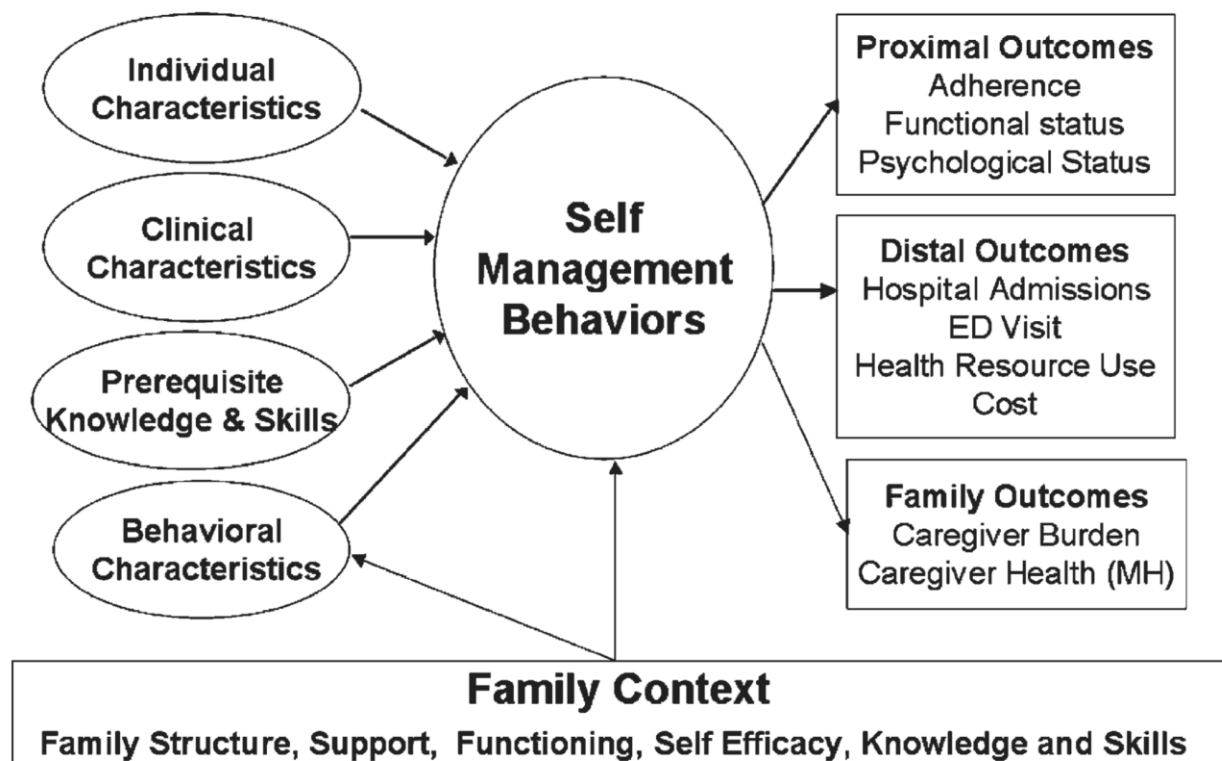 Individual
Characteristics
Clinical
Characteristics
Prerequisite
Knowledge & Skills
Behavioral
Characteristics
Self
Management
Behaviors
Proximal Outcomes
Adherence
Functional status
Psychological Status
Distal Outcomes
Hospital Admissions
ED Visit
Health Resource Use
Cost
Family Outcomes
Caregiver Burden
Caregiver Health (MH)
Family Context
Family Structure, Support, Functioning, Self Efficacy, Knowledge and Skills